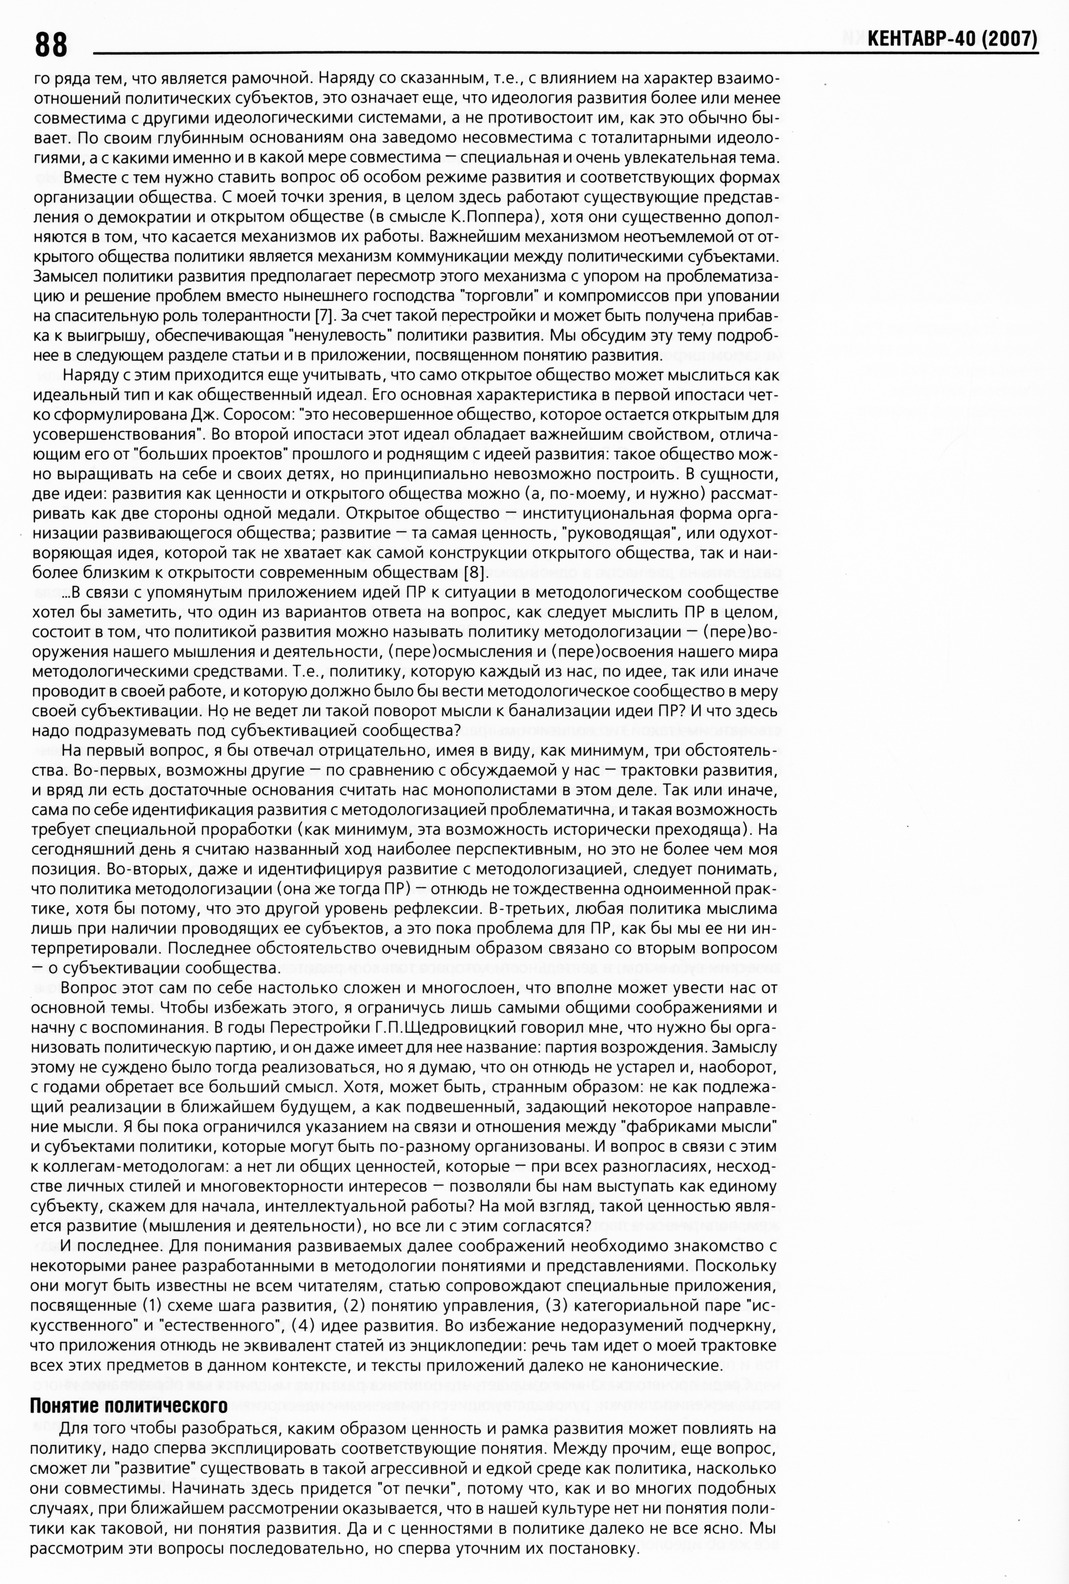 88
КЕНТАВР-40 (2007)
го ряда тем, что является рамочной. Наряду со сказанным, т.е., с влиянием на характер взаимо-
отношений политических субъектов, это означает еще, что идеология развития более или менее
совместима с другими идеологическими системами, а не противостоит им, как это обычно бы-
вает. По своим глубинным основаниям она заведомо несовместима с тоталитарными идеоло-
гиями, а с какими именно и в какой мере совместима — специальная и очень увлекательная тема.
Вместе с тем нужно ставить вопрос об особом режиме развития и соответствующих формах
организации общества. С моей точки зрения, в целом здесь работают существующие представ-
ления о демократии и открытом обществе (в смысле К.Поппера), хотя они существенно допол-
няются в том, что касается механизмов их работы. Важнейшим механизмом неотъемлемой от от-
крытого общества политики является механизм коммуникации между политическими субъектами.
Замысел политики развития предполагает пересмотр этого механизма с упором на проблематиза-
цию и решение проблем вместо нынешнего господства "торговли" и компромиссов при уповании
на спасительную роль толерантности [7]. За счет такой перестройки и может быть получена прибав-
ка к выигрышу, обеспечивающая "ненулевость" политики развития. Мы обсудим эту тему подроб-
нее в следующем разделе статьи и в приложении, посвященном понятию развития.
Наряду с этим приходится еще учитывать, что само открытое общество может мыслиться как
идеальный тип и как общественный идеал. Его основная характеристика в первой ипостаси чет-
ко сформулирована Дж. Соросом: "это несовершенное общество, которое остается открытым для
усовершенствования". Во второй ипостаси этот идеал обладает важнейшим свойством, отлича-
ющим его от "больших проектов" прошлого и роднящим с идеей развития: такое общество мож-
но выращивать на себе и своих детях, но принципиально невозможно построить. В сущности,
две идеи: развития как ценности и открытого общества можно (а, по-моему, и нужно) рассмат-
ривать как две стороны одной медали. Открытое общество — институциональная форма орга-
низации развивающегося общества; развитие — та самая ценность, "руководящая", или одухот-
воряющая идея, которой так не хватает как самой конструкции открытого общества, так и наи-
более близким к открытости современным обществам [8].
...В связи с упомянутым приложением идей ПР к ситуации в методологическом сообществе
хотел бы заметить, что один из вариантов ответа на вопрос, как следует мыслить ПР в целом,
состоит в том, что политикой развития можно называть политику методологизации — (пере)во-
оружения нашего мышления и деятельности, (пере)осмысления и (пере)освоения нашего мира
методологическими средствами. Т.е., политику, которую каждый из нас, по идее, так или иначе
проводит в своей работе, и которую должно было бы вести методологическое сообщество в меру
своей субъективации. Но не ведет ли такой поворот мысли к банализации идеи ПР? И что здесь
надо подразумевать под субъективацией сообщества?
На первый вопрос, я бы отвечал отрицательно, имея в виду, как минимум, три обстоятель-
ства. Во-первых, возможны другие — по сравнению с обсуждаемой у нас — трактовки развития,
и вряд ли есть достаточные основания считать нас монополистами в этом деле. Так или иначе,
сама по себе идентификация развития с методологизацией проблематична, и такая возможность
требует специальной проработки (как минимум, эта возможность исторически преходяща). На
сегодняшний день я считаю названный ход наиболее перспективным, но это не более чем моя
позиция. Во-вторых, даже и идентифицируя развитие с методологизацией, следует понимать,
что политика методологизации (она же тогда ПР) — отнюдь не тождественна одноименной прак-
тике, хотя бы потому, что это другой уровень рефлексии. В-третьих, любая политика мыслима
лишь при наличии проводящих ее субъектов, а это пока проблема для ПР, как бы мы ее ни ин-
терпретировали. Последнее обстоятельство очевидным образом связано со вторым вопросом
— о субъективации сообщества.
Вопрос этот сам по себе настолько сложен и многослоен, что вполне может увести нас от
основной темы. Чтобы избежать этого, я ограничусь лишь самыми общими соображениями и
начну с воспоминания. В годы Перестройки Г.П.Щедровицкий говорил мне, что нужно бы орга-
низовать политическую партию, и он даже имеет для нее название: партия возрождения. Замыслу
этому не суждено было тогда реализоваться, но я думаю, что он отнюдь не устарел и, наоборот,
с годами обретает все больший смысл. Хотя, может быть, странным образом: не как подлежа-
щий реализации в ближайшем будущем, а как подвешенный, задающий некоторое направле-
ние мысли. Я бы пока ограничился указанием на связи и отношения между "фабриками мысли"
и субъектами политики, которые могут быть по-разному организованы. И вопрос в связи с этим
к коллегам-методологам: а нет ли общих ценностей, которые — при всех разногласиях, несход-
стве личных стилей и многовекторности интересов — позволяли бы нам выступать как единому
субъекту, скажем для начала, интеллектуальной работы? На мой взгляд, такой ценностью явля-
ется развитие (мышления и деятельности), но все ли с этим согласятся?
И последнее. Для понимания развиваемых далее соображений необходимо знакомство с
некоторыми ранее разработанными в методологии понятиями и представлениями. Поскольку
они могут быть известны не всем читателям, статью сопровождают специальные приложения,
посвященные (1) схеме шага развития, (2) понятию управления, (3) категориальной паре "ис-
кусственного" и "естественного", (4) идее развития. Во избежание недоразумений подчеркну,
что приложения отнюдь не эквивалент статей из энциклопедии: речь там идет о моей трактовке
всех этих предметов в данном контексте, и тексты приложений далеко не канонические.
Понятие политического
Для того чтобы разобраться, каким образом ценность и рамка развития может повлиять на
политику, надо сперва эксплицировать соответствующие понятия. Между прочим, еще вопрос,
сможет ли "развитие" существовать в такой агрессивной и едкой среде как политика, насколько
они совместимы. Начинать здесь придется "от печки", потому что, как и во многих подобных
случаях, при ближайшем рассмотрении оказывается, что в нашей культуре нет ни понятия поли-
тики как таковой, ни понятия развития. Да и с ценностями в политике далеко не все ясно. Мы
рассмотрим эти вопросы последовательно, но сперва уточним их постановку.